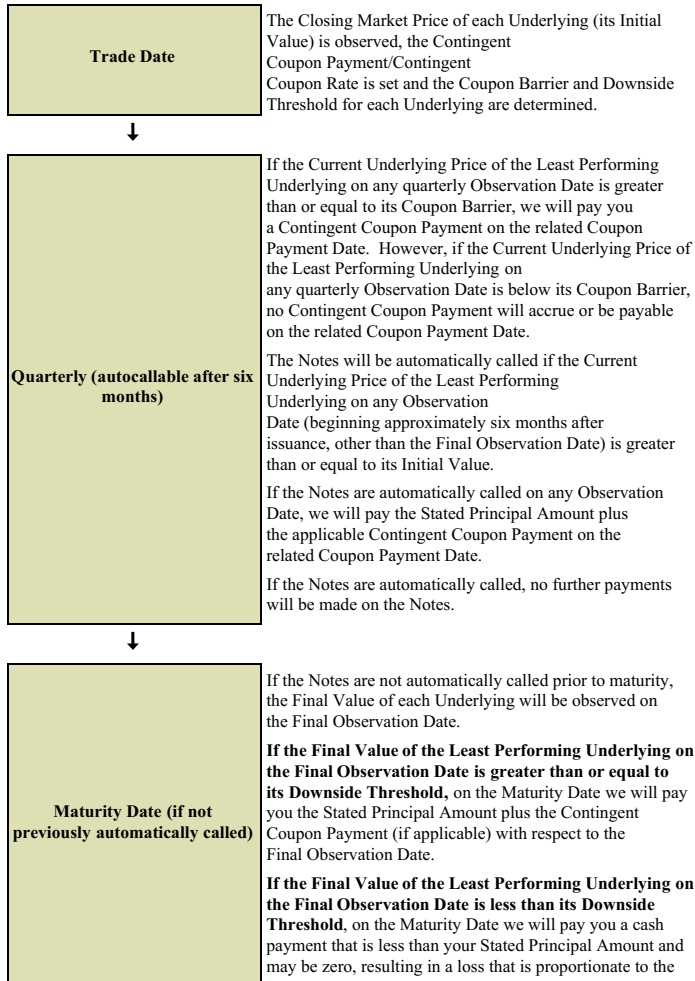 Trade Date
The Closing Market Price of each Underlying (its Initial
Value) is observed, the Contingent
Coupon Payment/Contingent
Coupon Rate is set and the Coupon Barrier and Downside
Threshold for each Underlying are determined.
↓
Quarterly (autocallable after six
months)
If the Current Underlying Price of the Least Performing
Underlying on any quarterly Observation Date is greater
than or equal to its Coupon Barrier, we will pay you
a Contingent Coupon Payment on the related Coupon
Payment Date. However, if the Current Underlying Price of
the Least Performing Underlying on
any quarterly Observation Date is below its Coupon Barrier,
no Contingent Coupon Payment will accrue or be payable
on the related Coupon Payment Date.
The Notes will be automatically called if the Current
Underlying Price of the Least Performing
Underlying on any Observation
Date (beginning approximately six months after
issuance, other than the Final Observation Date) is greater
than or equal to its Initial Value.
If the Notes are automatically called on any Observation
Date, we will pay the Stated Principal Amount plus
the applicable Contingent Coupon Payment on the
related Coupon Payment Date.
If the Notes are automatically called, no further payments
will be made on the Notes.
↓
Maturity Date (if not
previously automatically called)
If the Notes are not automatically called prior to maturity,
the Final Value of each Underlying will be observed on
the Final Observation Date.
If the Final Value of the Least Performing Underlying on
the Final Observation Date is greater than or equal to
its Downside Threshold, on the Maturity Date we will pay
you the Stated Principal Amount plus the Contingent
Coupon Payment (if applicable) with respect to the
Final Observation Date.
If the Final Value of the Least Performing Underlying on
the Final Observation Date is less than its Downside
Threshold, on the Maturity Date we will pay you a cash
payment that is less than your Stated Principal Amount and
may be zero, resulting in a loss that is proportionate to the